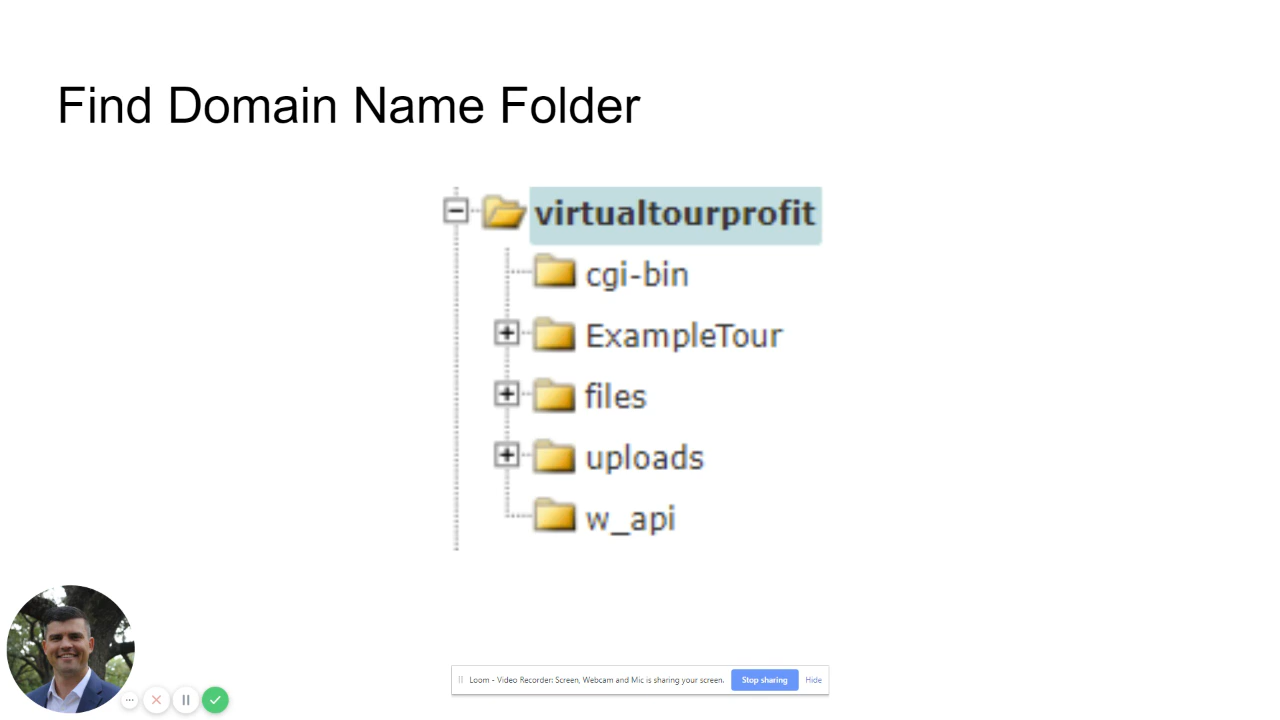 Find Domain Name Folder
virtualtourprofit
cgi-bin
ExampleTour
files
uploads
w_api
Loom - Video Recorder: Screen, Webcam and Mic is sharing your screen. Stop sharing Hide